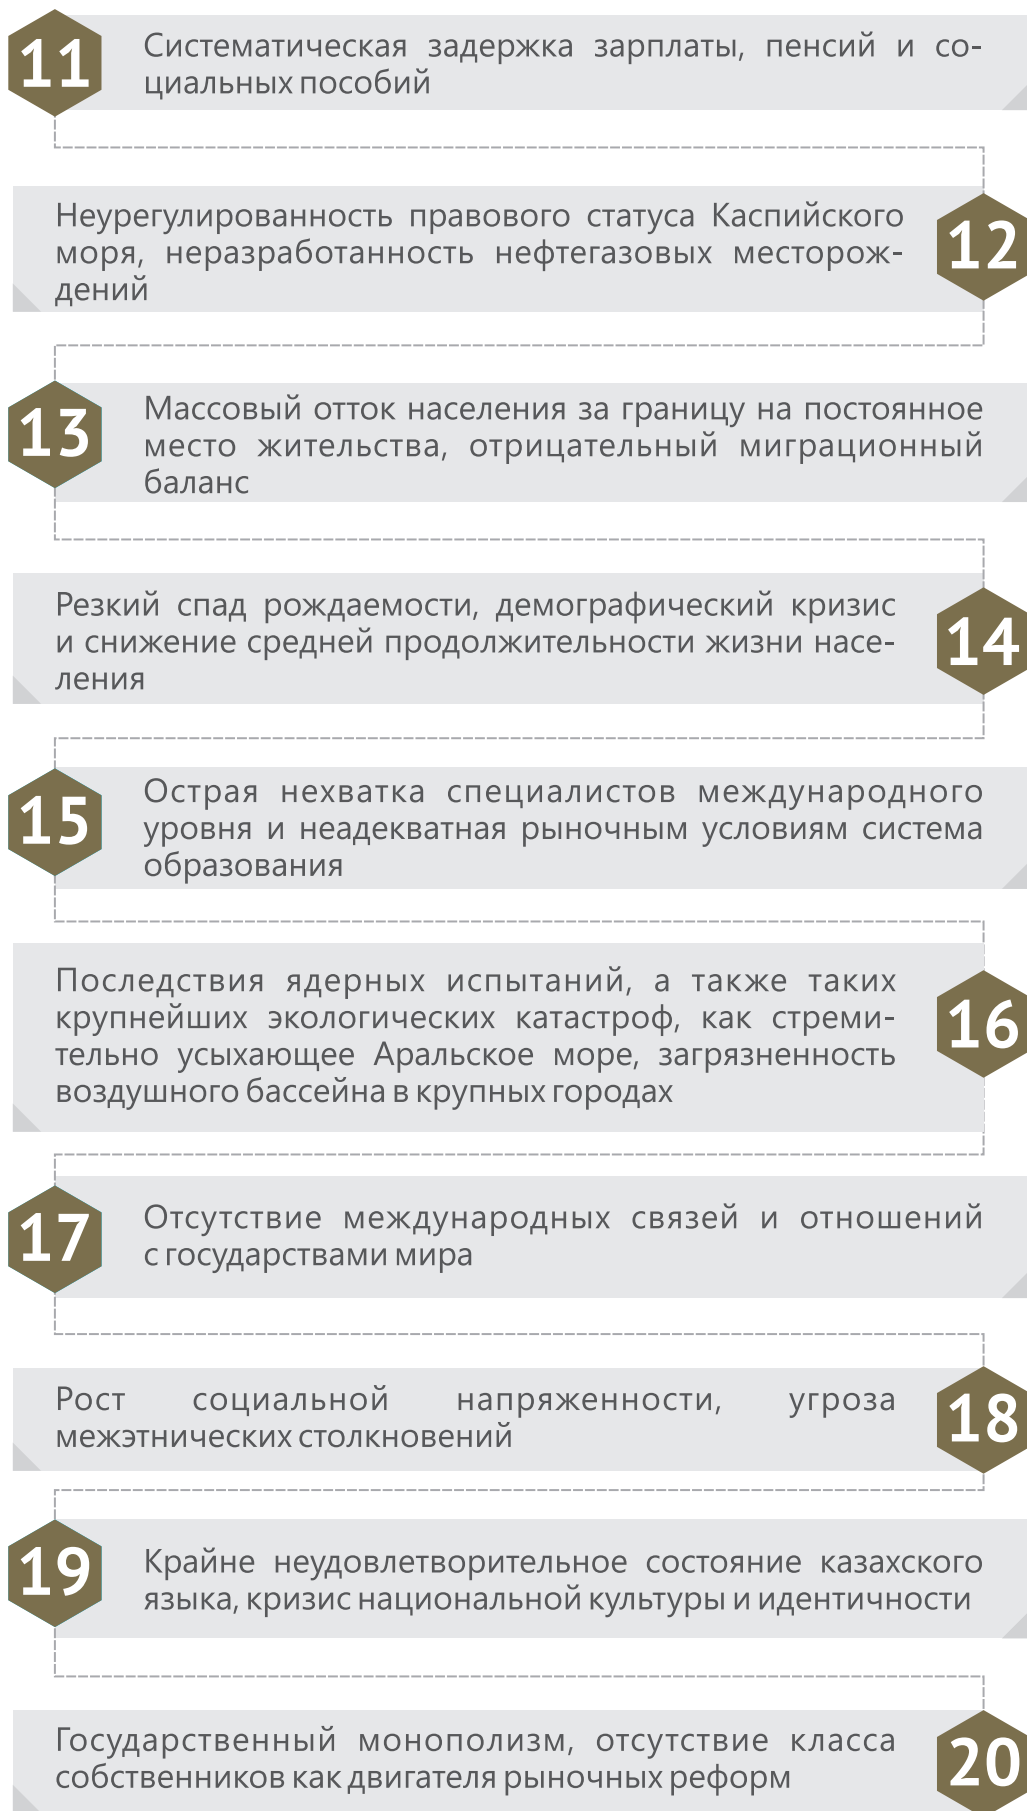 11
Систематическая задержка зарплаты, пенсий и со-
циальных пособий
Неурегулированность правового статуса Каспийского
моря, неразработанность нефтегазовых месторож-
дений
12
13
Массовый отток населения за границу на постоянное
место жительства, отрицательный миграционный
баланс
Резкий спад рождаемости, демографический кризис
и снижение средней продолжительности жизни насе-
ления
14
15
Острая нехватка специалистов международного
уровня и неадекватная рыночным условиям система
образования
Последствия ядерных испытаний, а также таких
крупнейших экологических катастроф, как стреми-
тельно усыхающее Аральское море, загрязненность
воздушного бассейна в крупных городах
16
17
Отсутствие международных связей и отношений
с государствами мира
Рост социальной напряженности, угроза
межэтнических столкновений
18
19
Крайне неудовлетворительное состояние казахского
языка, кризис национальной культуры и идентичности
Государственный монополизм, отсутствие класса
собственников как двигателя рыночных реформ
20